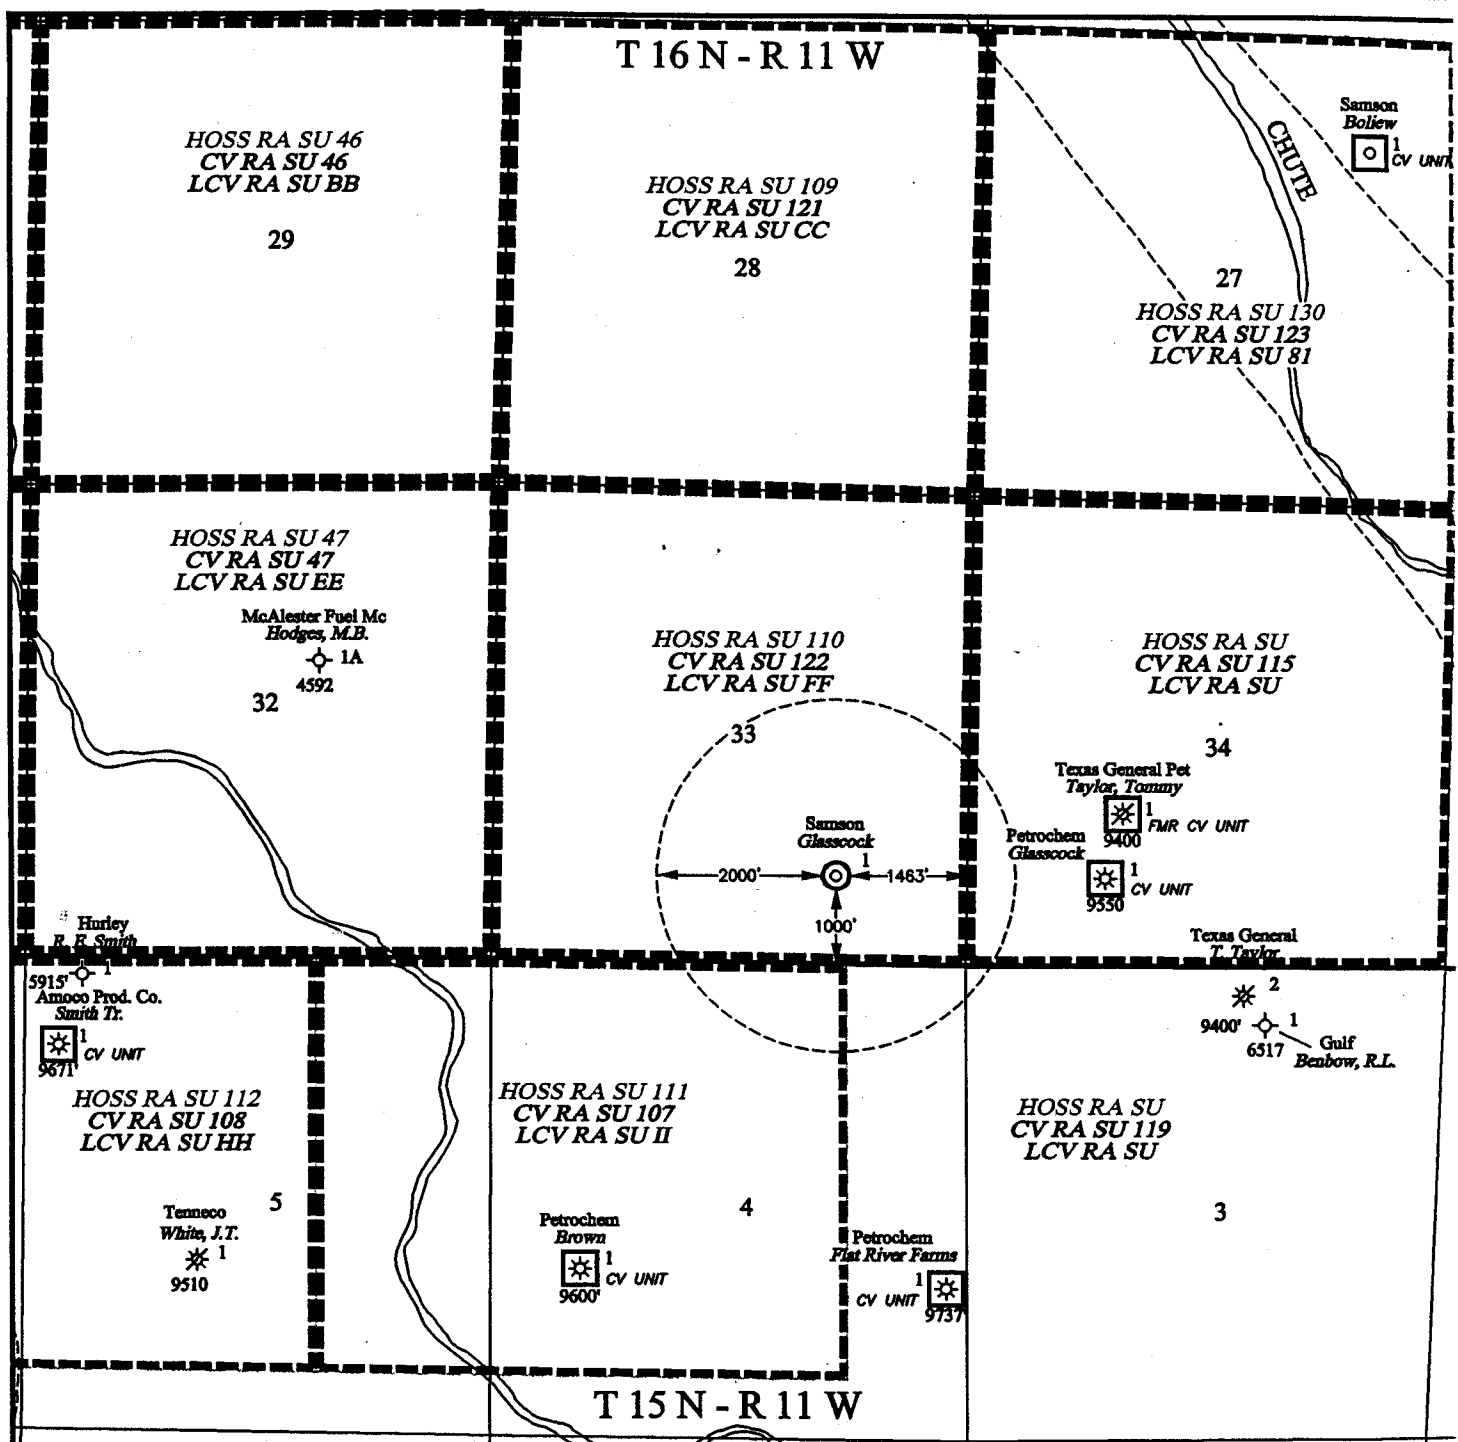 T 16 N - R 11 W
HOSS RA SU 46
CV RA SU 46
LCV RA SU BB
29
HOSS RA SU 109
CV RA SU 121
LCV RA SU CC
28
CHUTE
Samson
Boliew
1
CV UNIT
27
HOSS RA SU 130
CV RA SU 123
LCV RA SU 81
HOSS RA SU 47
CV RA SU 47
LCV RA SU EE
McAlester Fuel Mc
Hodges, M.B.
1A
4592
32
HOSS RA SU 110
CV RA SU 122
LCV RA SU FF
33
Samson
Glasscock
1
2000'
1463'
1000'
HOSS RA SU
CV RA SU 115
LCV RA SU
34
Texas General Pet
Taylor, Tommy
1
FMR CV UNIT
9400
Petrochem
Glasscock
1
CV UNIT
9550
Hurley
R. E. Smith
1
5915'
Amoco Prod. Co.
Smith Tr.
1
CV UNIT
9671'
HOSS RA SU 112
CV RA SU 108
LCV RA SU HH
5
Tenneco
White, J.T.
1
9510
HOSS RA SU 111
CV RA SU 107
LCV RA SU II
4
Petrochem
Brown
1
CV UNIT
9600'
Petrochem
Flat River Farms
1
CV UNIT
9737'
Texas General
T. Taylor
2
9400'
1
6517
Gulf
Benbow, R.L.
HOSS RA SU
CV RA SU 119
LCV RA SU
3
T 15 N - R 11 W